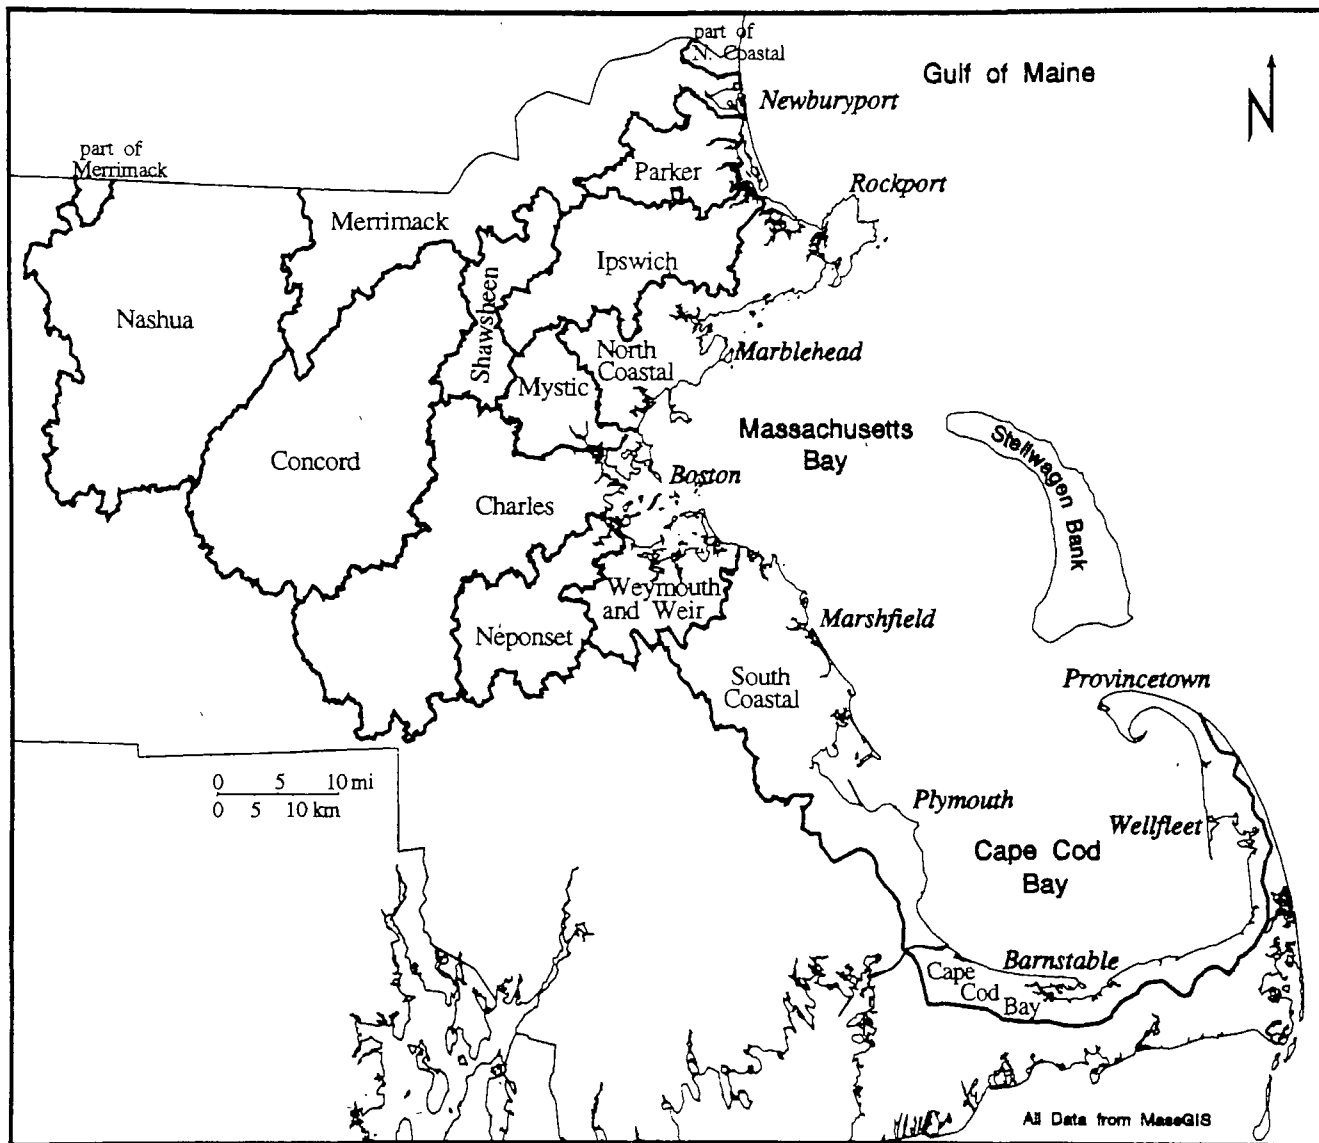 part of
N. Coastal
Gulf of Maine
N
Newburyport
part of
Merrimack
Parker
Rockport
Merrimack
Ipswich
Shawsheen
Nashua
North
Coastal
Marblehead
Mystic
Massachusetts
Bay
Stellwagen Bank
Concord
Boston
Charles
Weymouth
and Weir
Marshfield
Neponset
South
Coastal
Provincetown
0 5 10 mi
0 5 10 km
Plymouth
Wellfleet
Cape Cod
Bay
Barnstable
Cape
Cod
Bay
All Data from MassGIS